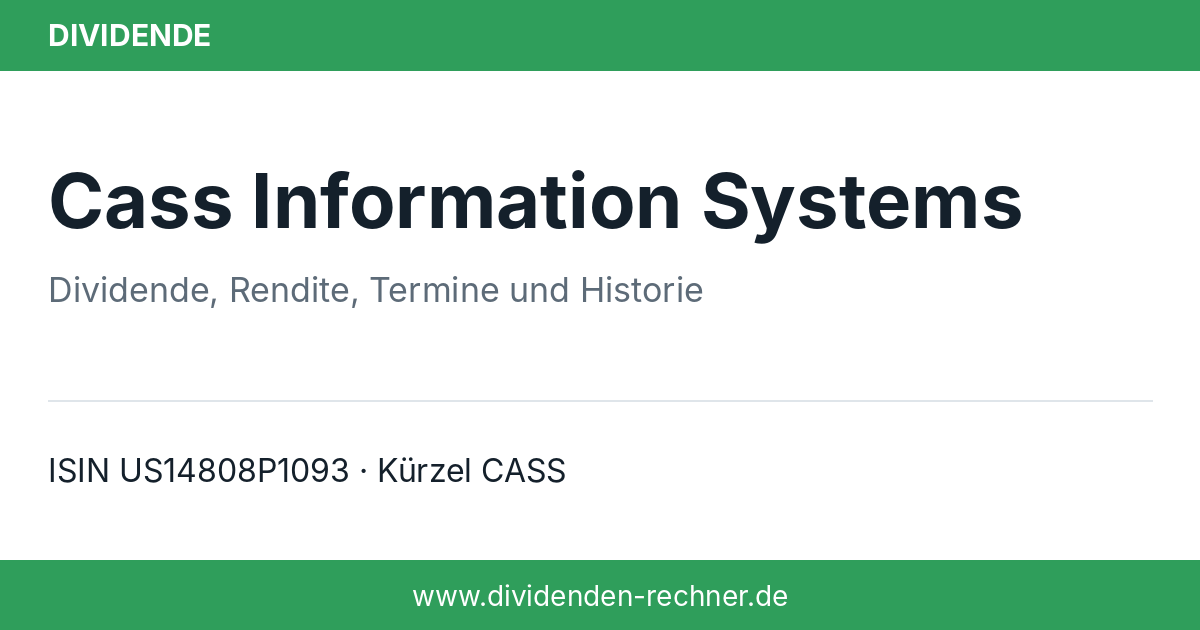 DIVIDENDE
Cass Information Systems
Dividende, Rendite, Termine und Historie
ISIN US14808P1093 · Kürzel CASS
www.dividenden-rechner.de